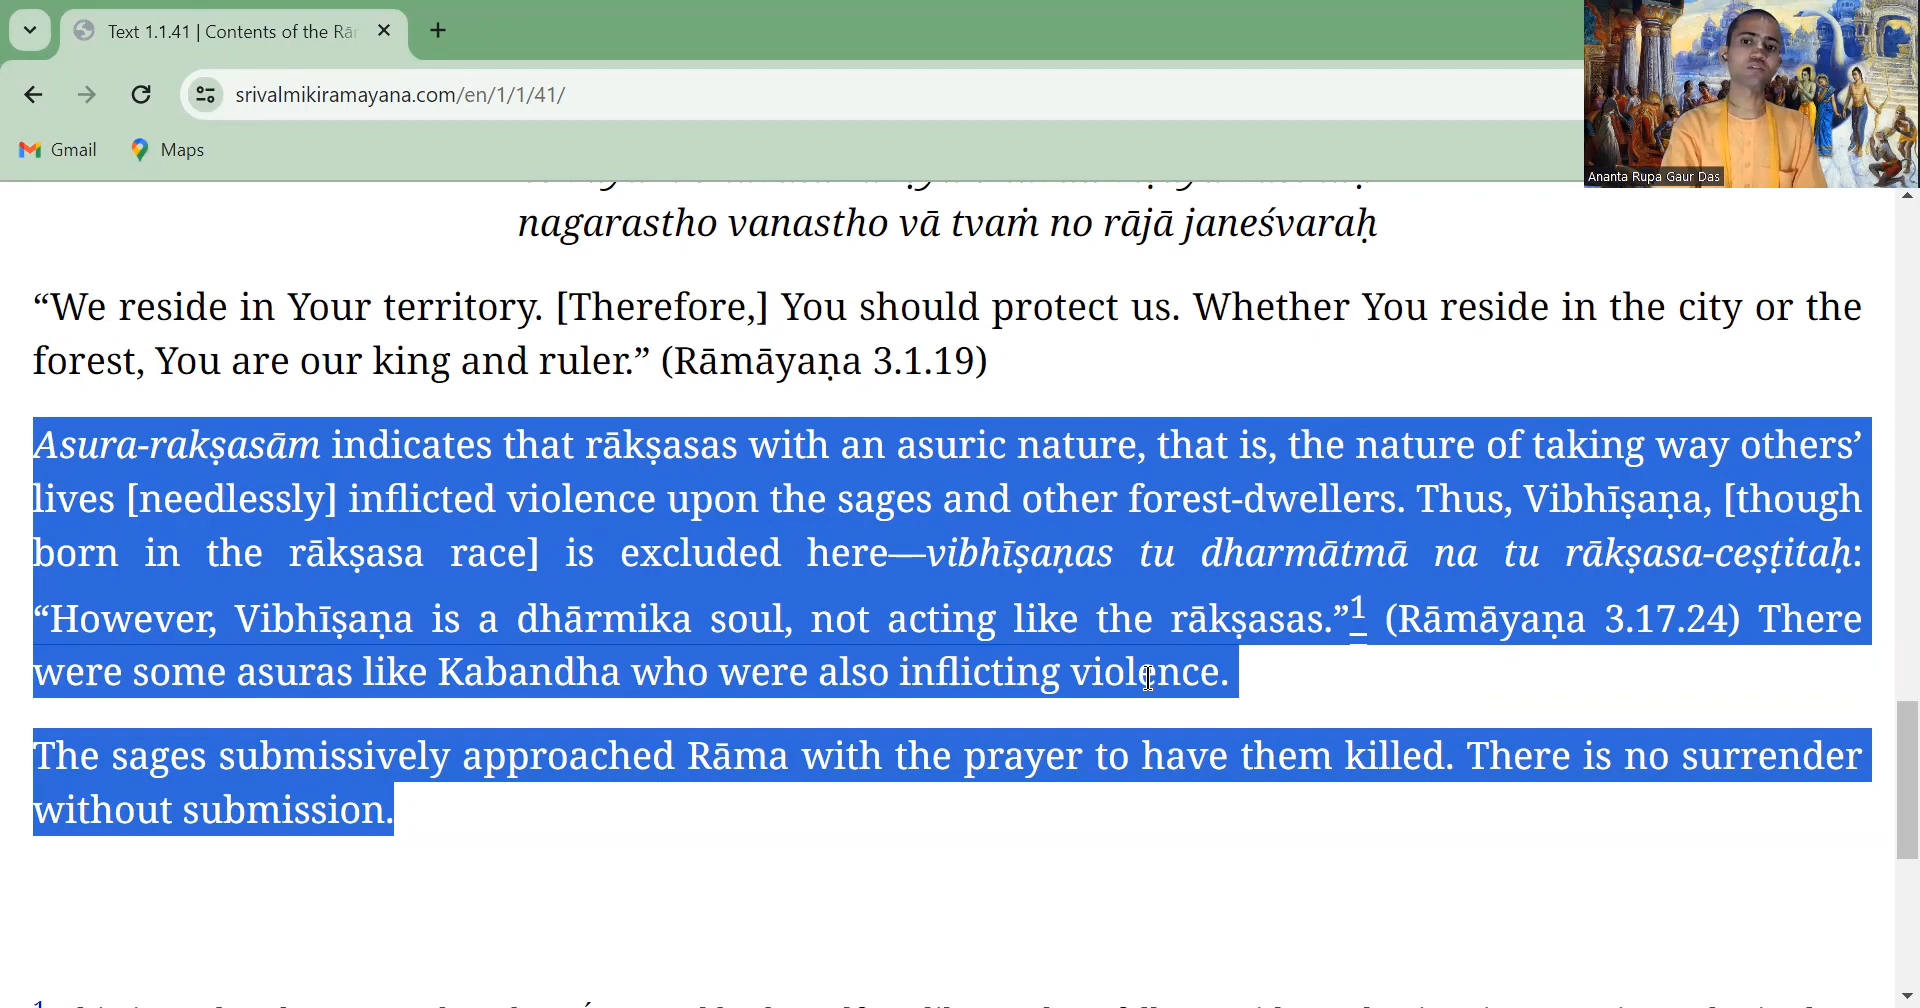 Text 1.1.41 | Contents of the Rār
srivalmikiramayana.com/en/1/1/41/
Gmail
Maps
Ananta Rupa Gaur Das
nagarastho vanastho vā tvaṁ no rājā janeśvaraḥ
“We reside in Your territory. [Therefore,] You should protect us. Whether You reside in the city or the
forest, You are our king and ruler.” (Rāmāyaṇa 3.1.19)
Asura-rakṣasām indicates that rākṣasas with an asuric nature, that is, the nature of taking way others’
lives [needlessly] inflicted violence upon the sages and other forest-dwellers. Thus, Vibhīṣaṇa, [though
born in the rākṣasa race] is excluded here—vibhīṣaṇas tu dharmātmā na tu rākṣasa-ceṣṭitaḥ:
“However, Vibhīṣaṇa is a dhārmika soul, not acting like the rākṣasas.”1 (Rāmāyaṇa 3.17.24) There
were some asuras like Kabandha who were also inflicting violence.
The sages submissively approached Rāma with the prayer to have them killed. There is no surrender
without submission.
1